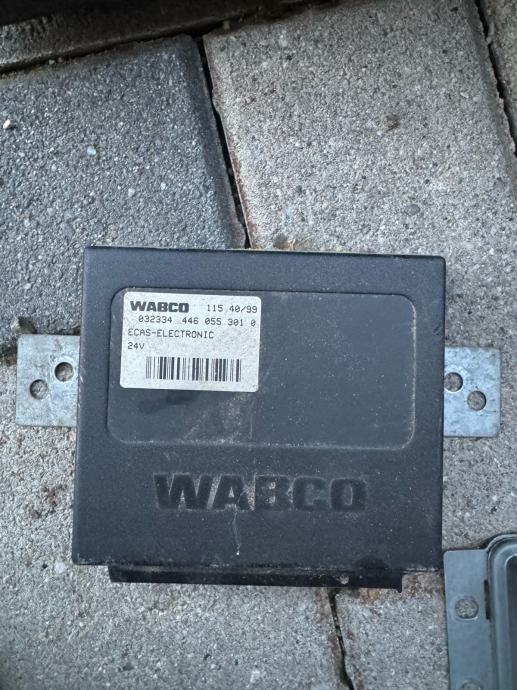 WABCO 115 40/99
032334 446 055 301 0
ECAS-ELECTRONIC
24V
WABCO